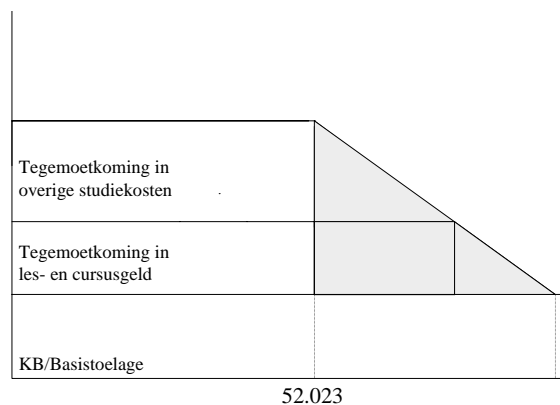 Tegemoetkoming in
overige studiekosten
Tegemoetkoming in
les- en cursusgeld
KB/Basistoelage
52.023